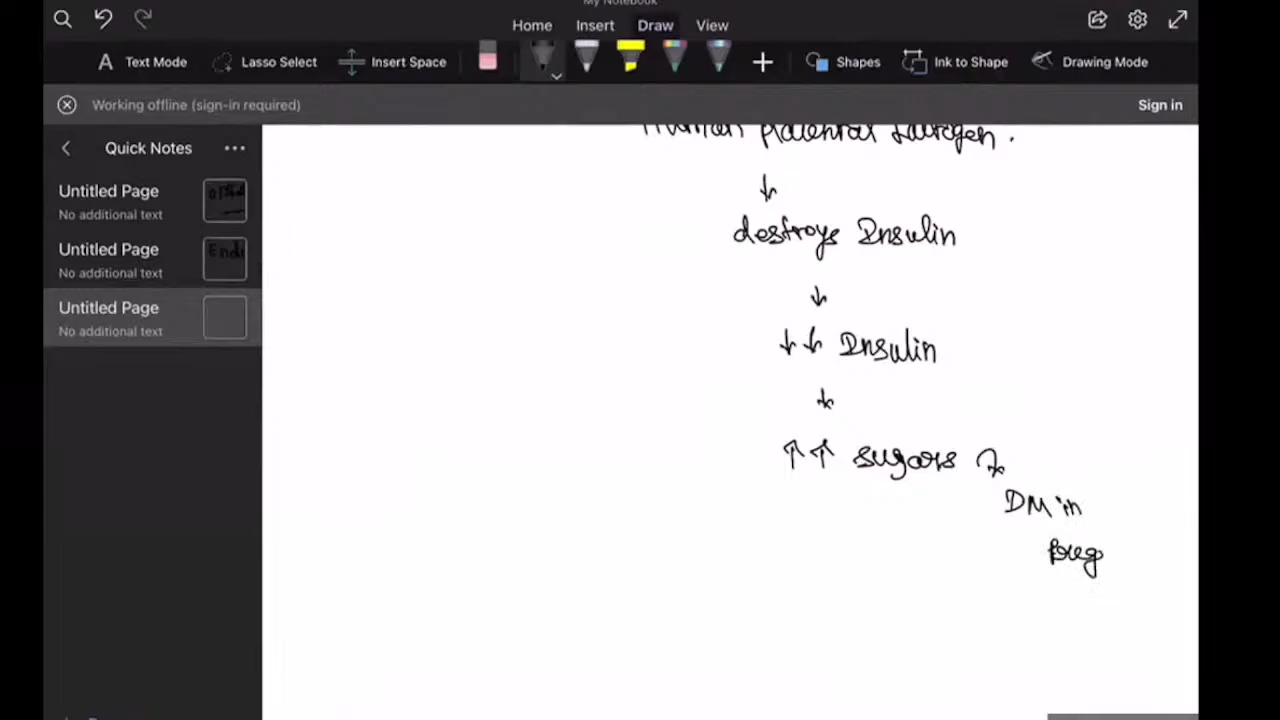 My Notebook
Home Insert Draw View
Text Mode Lasso Select Insert Space Shapes Ink to Shape Drawing Mode
Working offline (sign-in required) Sign in
Quick Notes
Untitled Page
No additional text
Untitled Page
No additional text
Untitled Page
No additional text
Human placental
↓
destroys Insulin
↓
↓↓ Insulin
↓
↑↑ sugars
DM in
preg